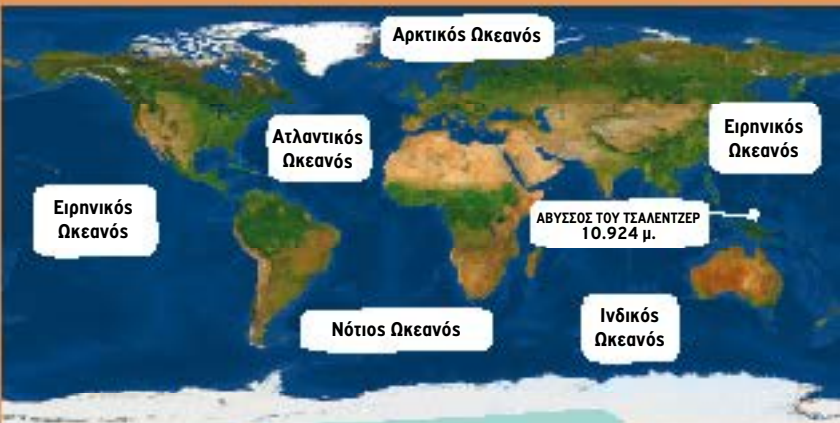 Αρκτικός Ωκεανός
Ατλαντικός
Ωκεανός
Ειρηνικός
Ωκεανός
Ειρηνικός
Ωκεανός
ΑΒΥΣΣΟΣ ΤΟΥ ΤΣΑΛΕΝΤΖΕΡ
10.924 μ.
Νότιος Ωκεανός
Ινδικός
Ωκεανός